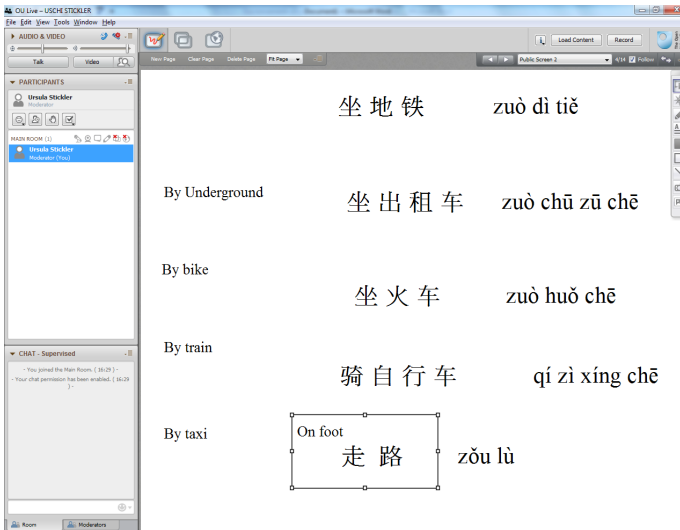 OU Live – USCHI STICKLER
File Edit View Tools Window Help
AUDIO & VIDEO
Talk Video
PARTICIPANTS
Ursula Stickler
Moderator
MAIN ROOM (1)
Ursula Stickler
Moderator (You)
CHAT - Supervised
- You joined the Main Room. ( 16:29 ) -
- Your chat permission has been enabled. ( 16:29
) -
Room Moderators
Load Content Record
New Page Clear Page Delete Page Fit Page
Public Screen 2 4/14 Follow
坐 地 铁 zuò dì tiě
By Underground
坐 出 租 车 zuò chū zū chē
By bike
坐 火 车 zuò huǒ chē
By train
骑 自 行 车 qí zì xíng chē
By taxi
On foot
走 路 zǒu lù